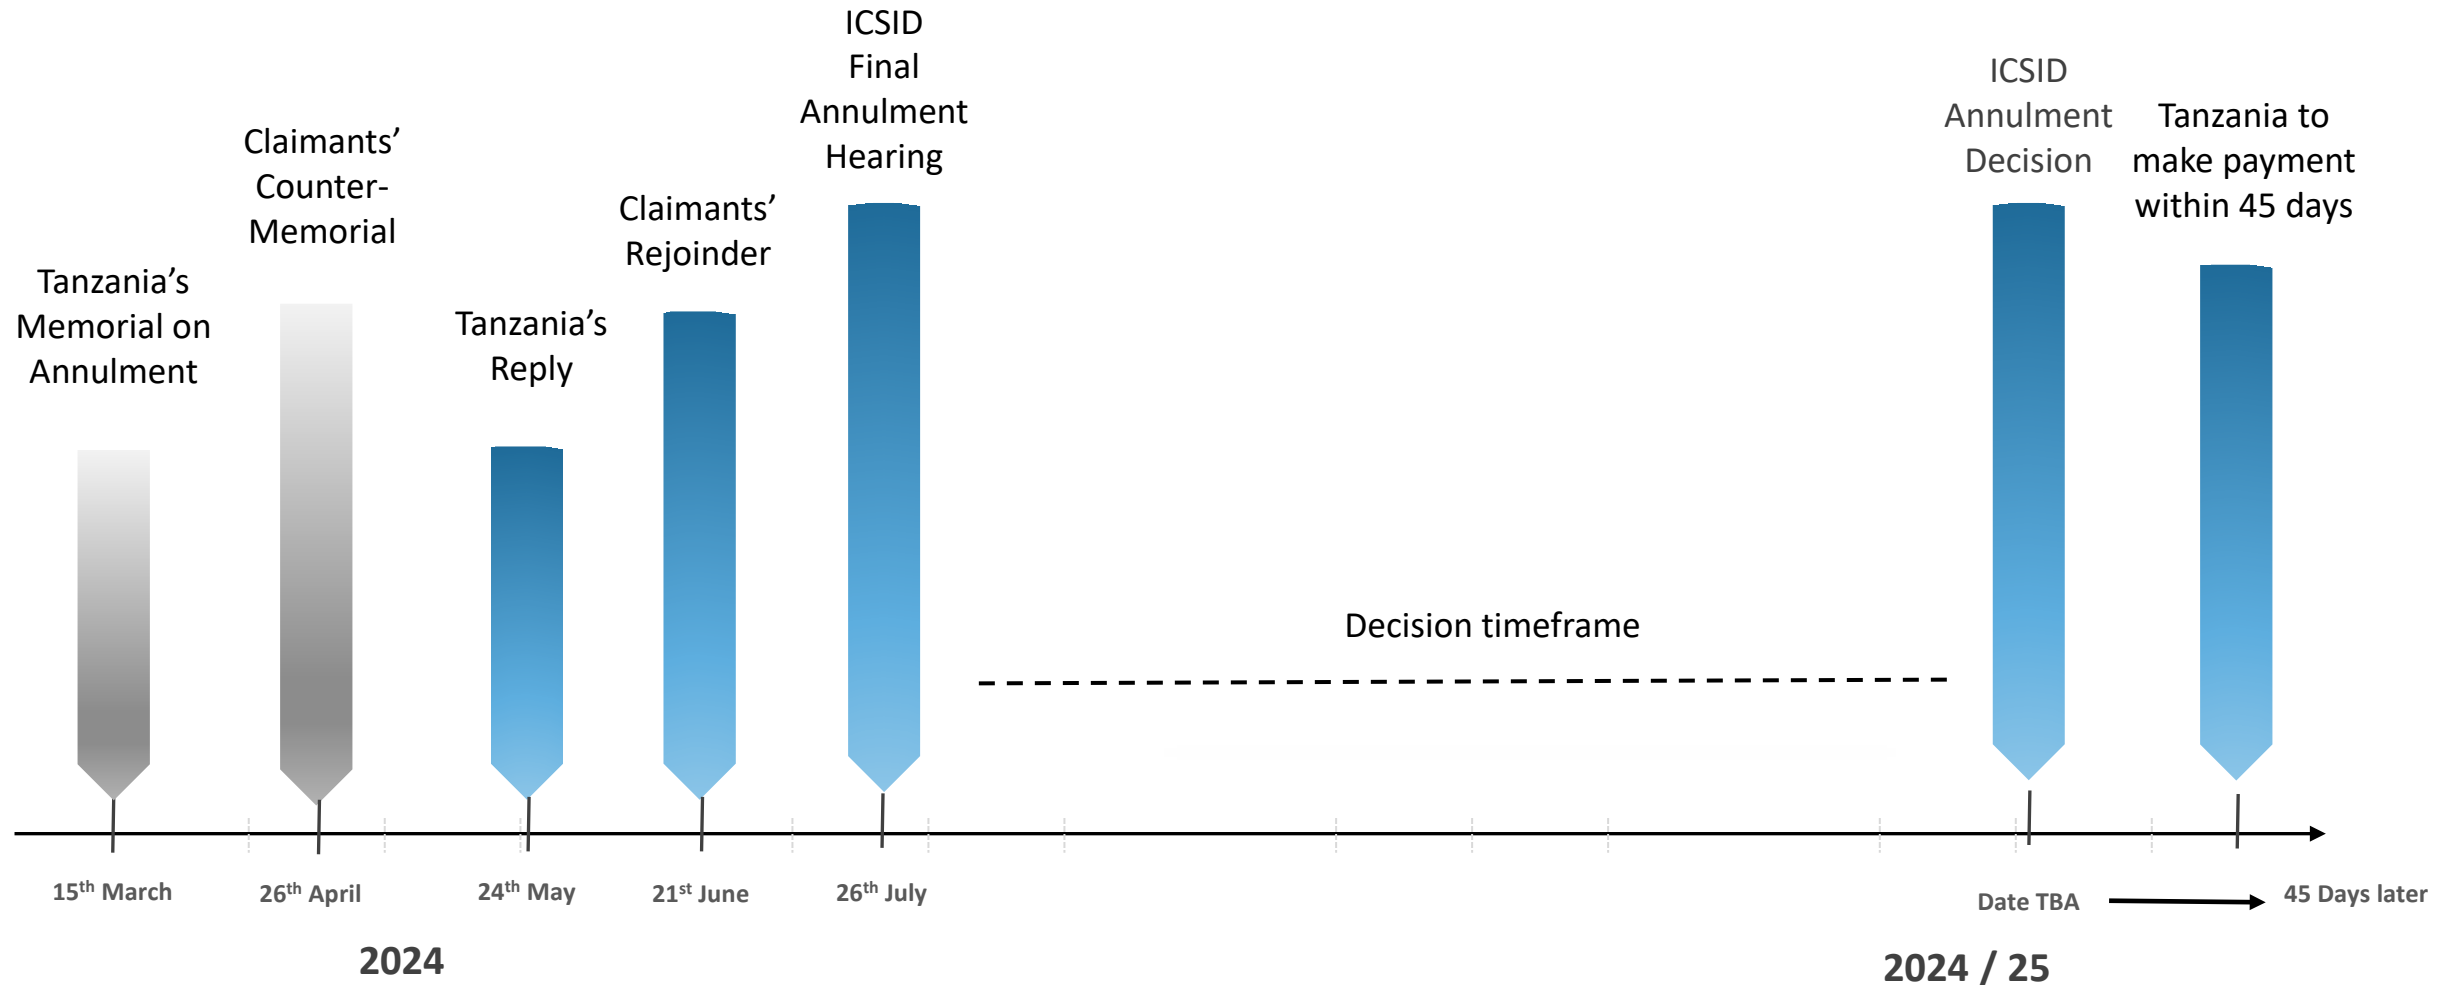 Tanzania’s
Memorial on
Annulment
Claimants’
Counter-
Memorial
Tanzania’s
Reply
Claimants’
Rejoinder
ICSID
Final
Annulment
Hearing
Decision timeframe
ICSID
Annulment
Decision
Tanzania to
make payment
within 45 days
15th March
26th April
24th May
21st June
26th July
Date TBA
45 Days later
2024
2024 / 25